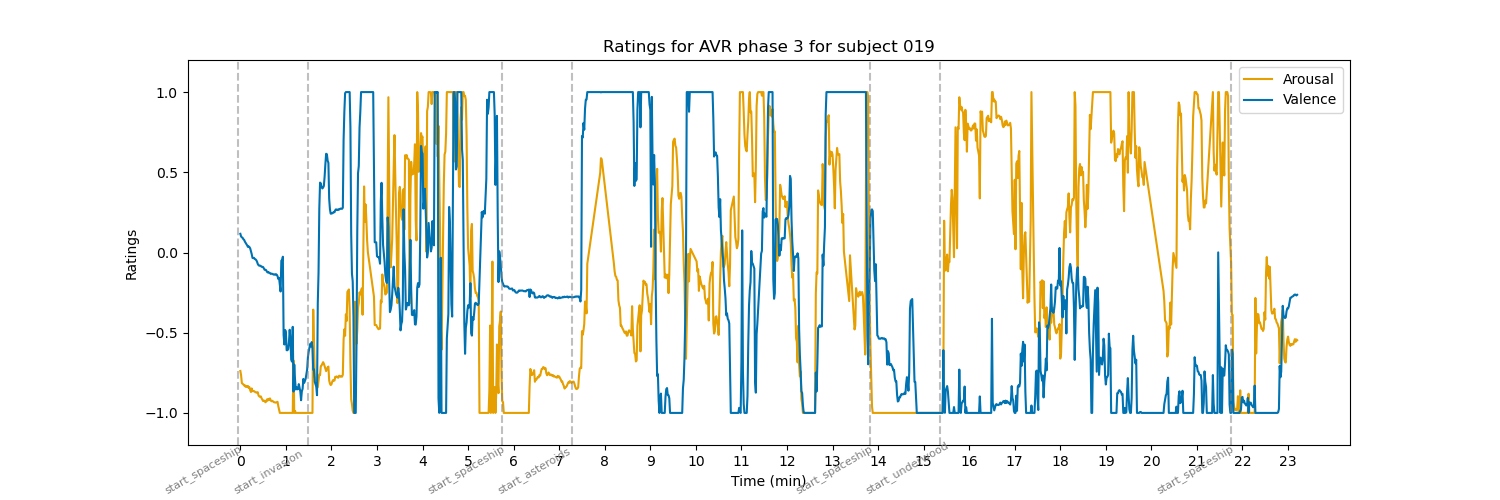 Ratings for AVR phase 3 for subject 019
Arousal
Valence
Ratings
1.0
0.5
0.0
−0.5
−1.0
0 1 2 3 4 5 6 7 8 9 10 11 12 13 14 15 16 17 18 19 20 21 22 23
start_spaceship
start_invasion
start_spaceship
start_asteroids
start_spaceship
start_underwood
start_spaceship
Time (min)